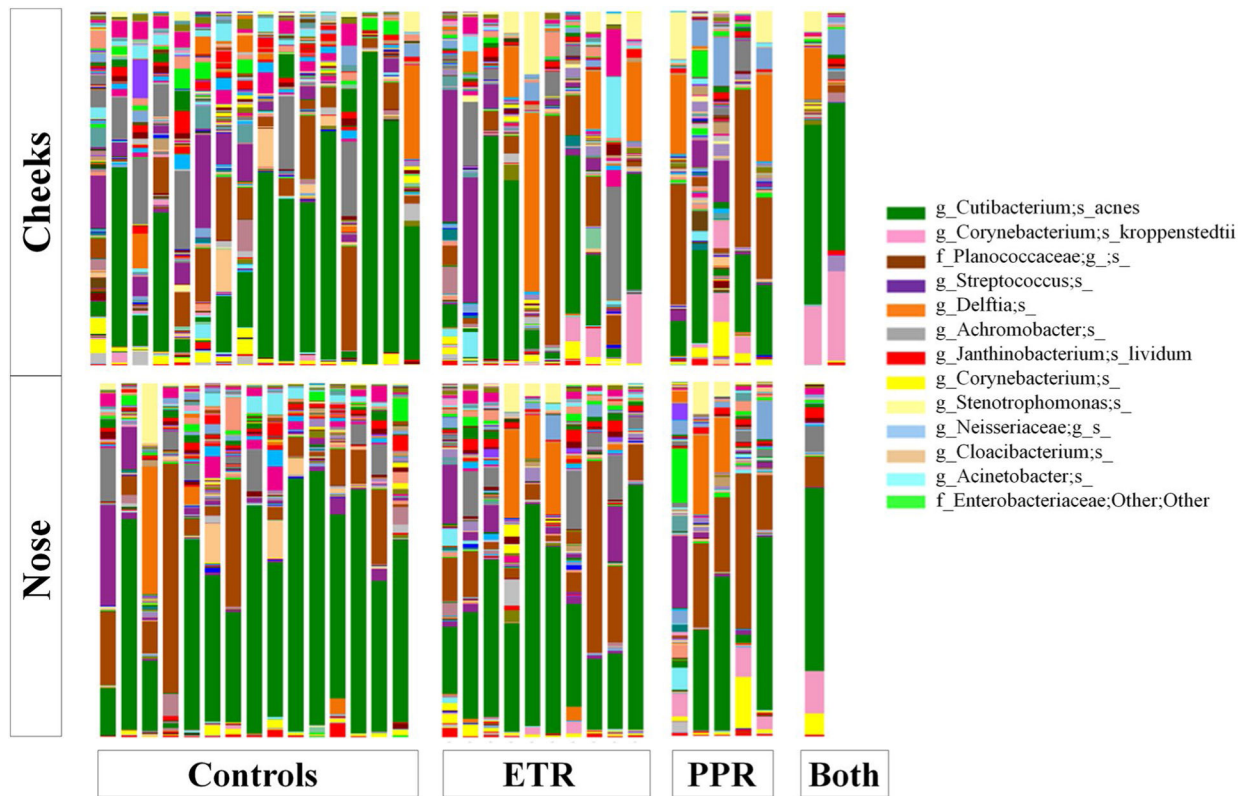 Cheeks
Nose
g_Cutibacterium;s_acnes
g_Corynebacterium;s_kroppenstedtii
f_Planococcaceae;g_;s_
g_Streptococcus;s_
g_Delftia;s_
g_Achromobacter;s_
g_Janthinobacterium;s_lividum
g_Corynebacterium;s_
g_Stenotrophomonas;s_
g_Neisseriaceae;g_s_
g_Cloacibacterium;s_
g_Acinetobacter;s_
f_Enterobacteriaceae;Other;Other
Controls
ETR
PPR
Both